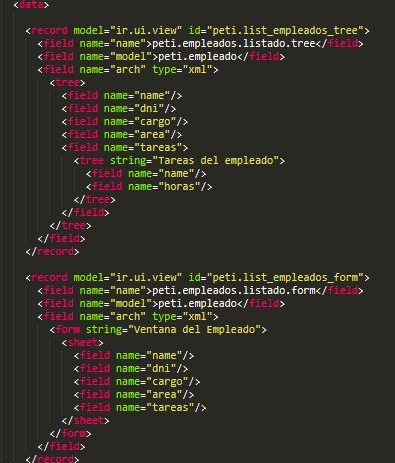 <data>
<record model="ir.ui.view" id="peti.list_empleados_tree">
<field name="name">peti.empleados.listado.tree</field>
<field name="model">peti.empleado</field>
<field name="arch" type="xml">
<tree>
<field name="name"/>
<field name="dni"/>
<field name="cargo"/>
<field name="area"/>
<field name="tareas">
<tree string="Tareas del empleado">
<field name="name"/>
<field name="horas"/>
</tree>
</field>
</tree>
</field>
</record>
<record model="ir.ui.view" id="peti.list_empleados_form">
<field name="name">peti.empleados.listado.form</field>
<field name="model">peti.empleado</field>
<field name="arch" type="xml">
<form string="Ventana del Empleado">
<sheet>
<field name="name"/>
<field name="dni"/>
<field name="cargo"/>
<field name="area"/>
<field name="tareas"/>
</sheet>
</form>
</field>
</record>